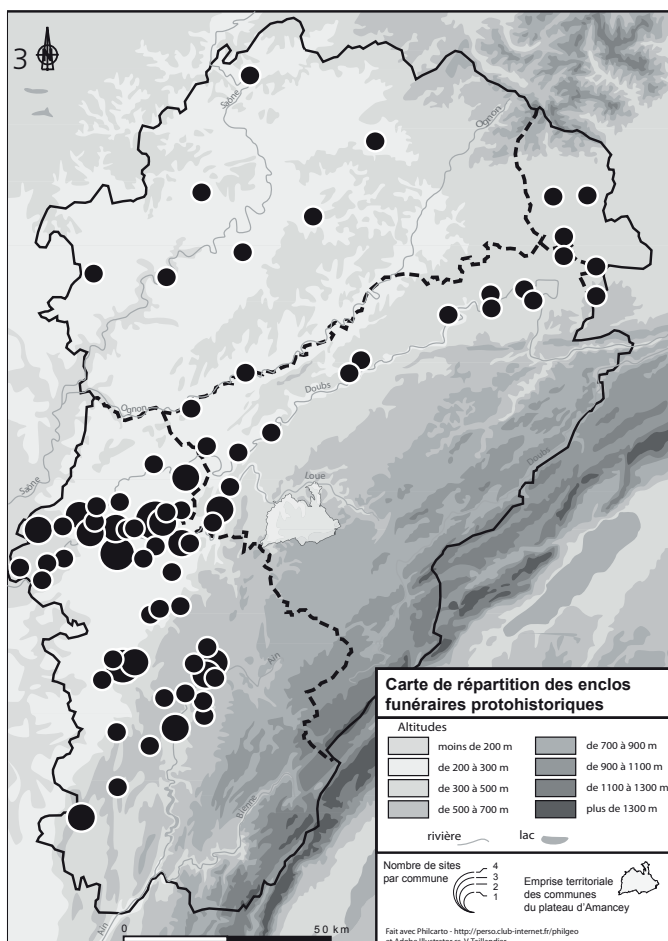 3
Saône
Ognon
Doubs
Ognon
Saône
Loue
Doubs
Ain
Bienne
Ain
0 50 km
Carte de répartition des enclos
funéraires protohistoriques
Altitudes
moins de 200 m
de 200 à 300 m
de 300 à 500 m
de 500 à 700 m
de 700 à 900 m
de 900 à 1100 m
de 1100 à 1300 m
plus de 1300 m
rivière
lac
Nombre de sites
par commune
4
3
2
1
Emprise territoriale
des communes
du plateau d'Amancey
Fait avec Philcarto - http://perso.club-internet.fr/philgeo